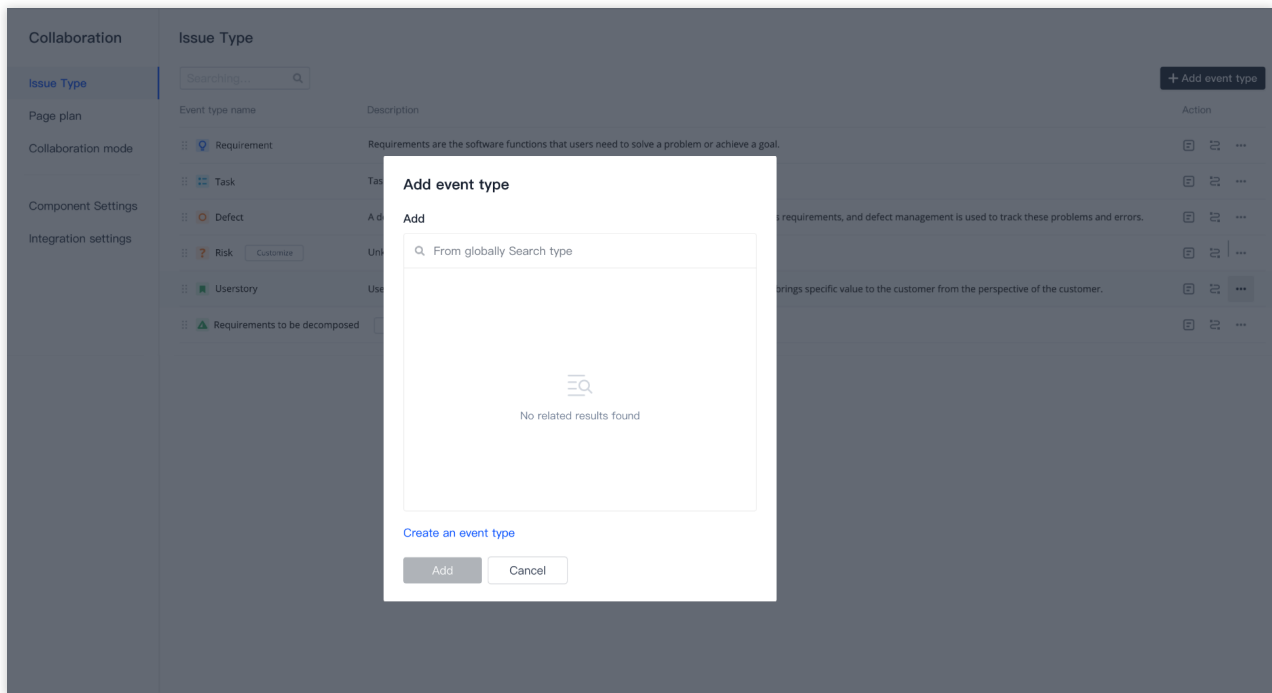 Collaboration
Issue Type
Issue Type
Searching...
+ Add event type
Page plan
Event type name Description Action
Collaboration mode
Requirement Requirements are the software functions that users need to solve a problem or achieve a goal.
Task Tas
Component Settings
Defect A d s requirements, and defect management is used to track these problems and errors.
Integration settings
Risk Customize Unk
Userstory Use brings specific value to the customer from the perspective of the customer.
Requirements to be decomposed
Add event type
Add
From globally Search type
No related results found
Create an event type
Add Cancel